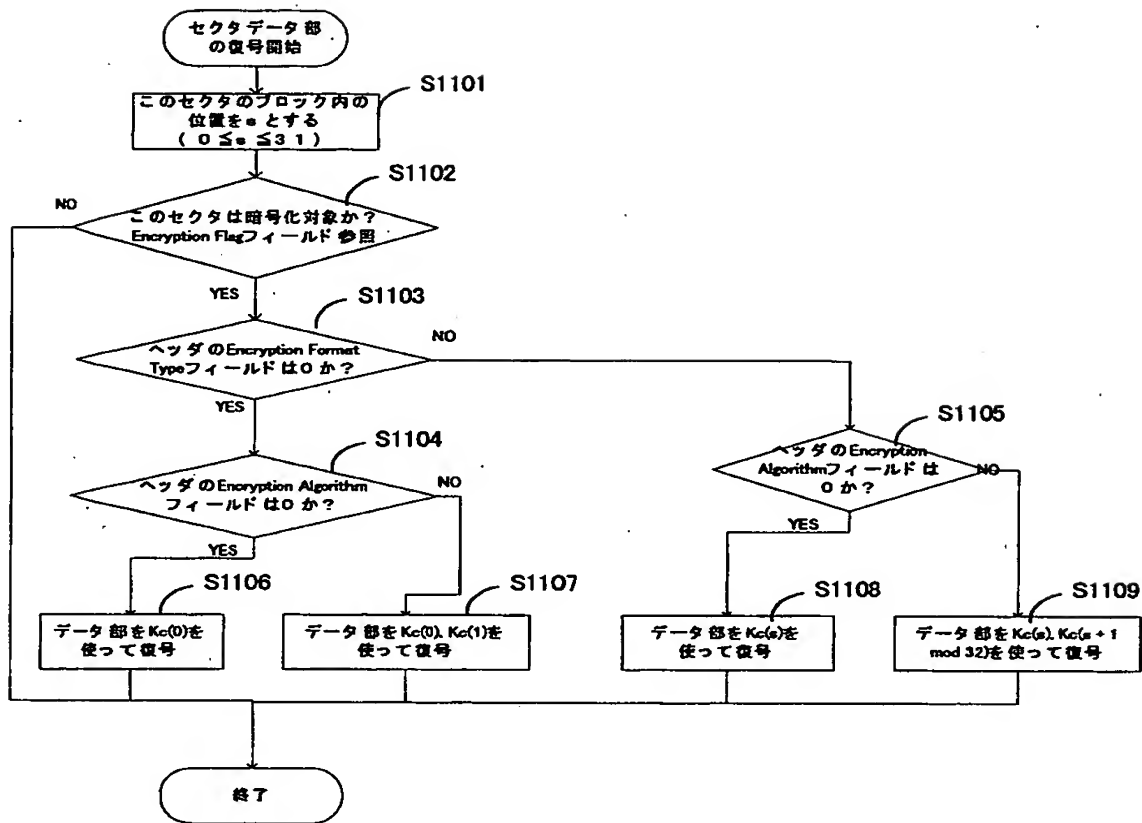 セクタデータ部
の復号開始
S1101
このセクタのブロック内の
位置をsとする
(0≦s≦31)
S1102
NO
このセクタは暗号化対象か?
Encryption Flagフィールド参照
YES
S1103
NO
ヘッダのEncryption Format
Typeフィールドは0か?
YES
S1104
NO
ヘッダのEncryption Algorithm
フィールドは0か?
YES
S1105
ヘッダのEncryption
Algorithmフィールドは
0か?
NO
YES
S1106
データ部をKc(0)を
使って復号
S1107
データ部をKc(0)、Kc(1)を
使って復号
S1108
データ部をKc(s)を
使って復号
S1109
データ部をKc(s)、Kc(s+1
mod 32)を使って復号
終了